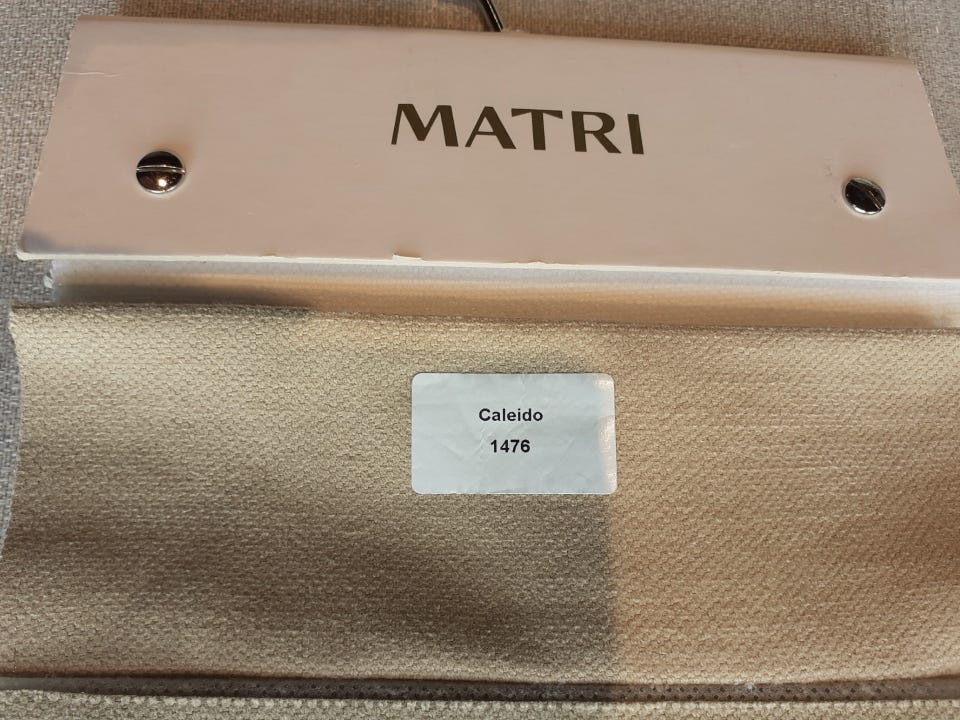 MATRI
Caleido
1476